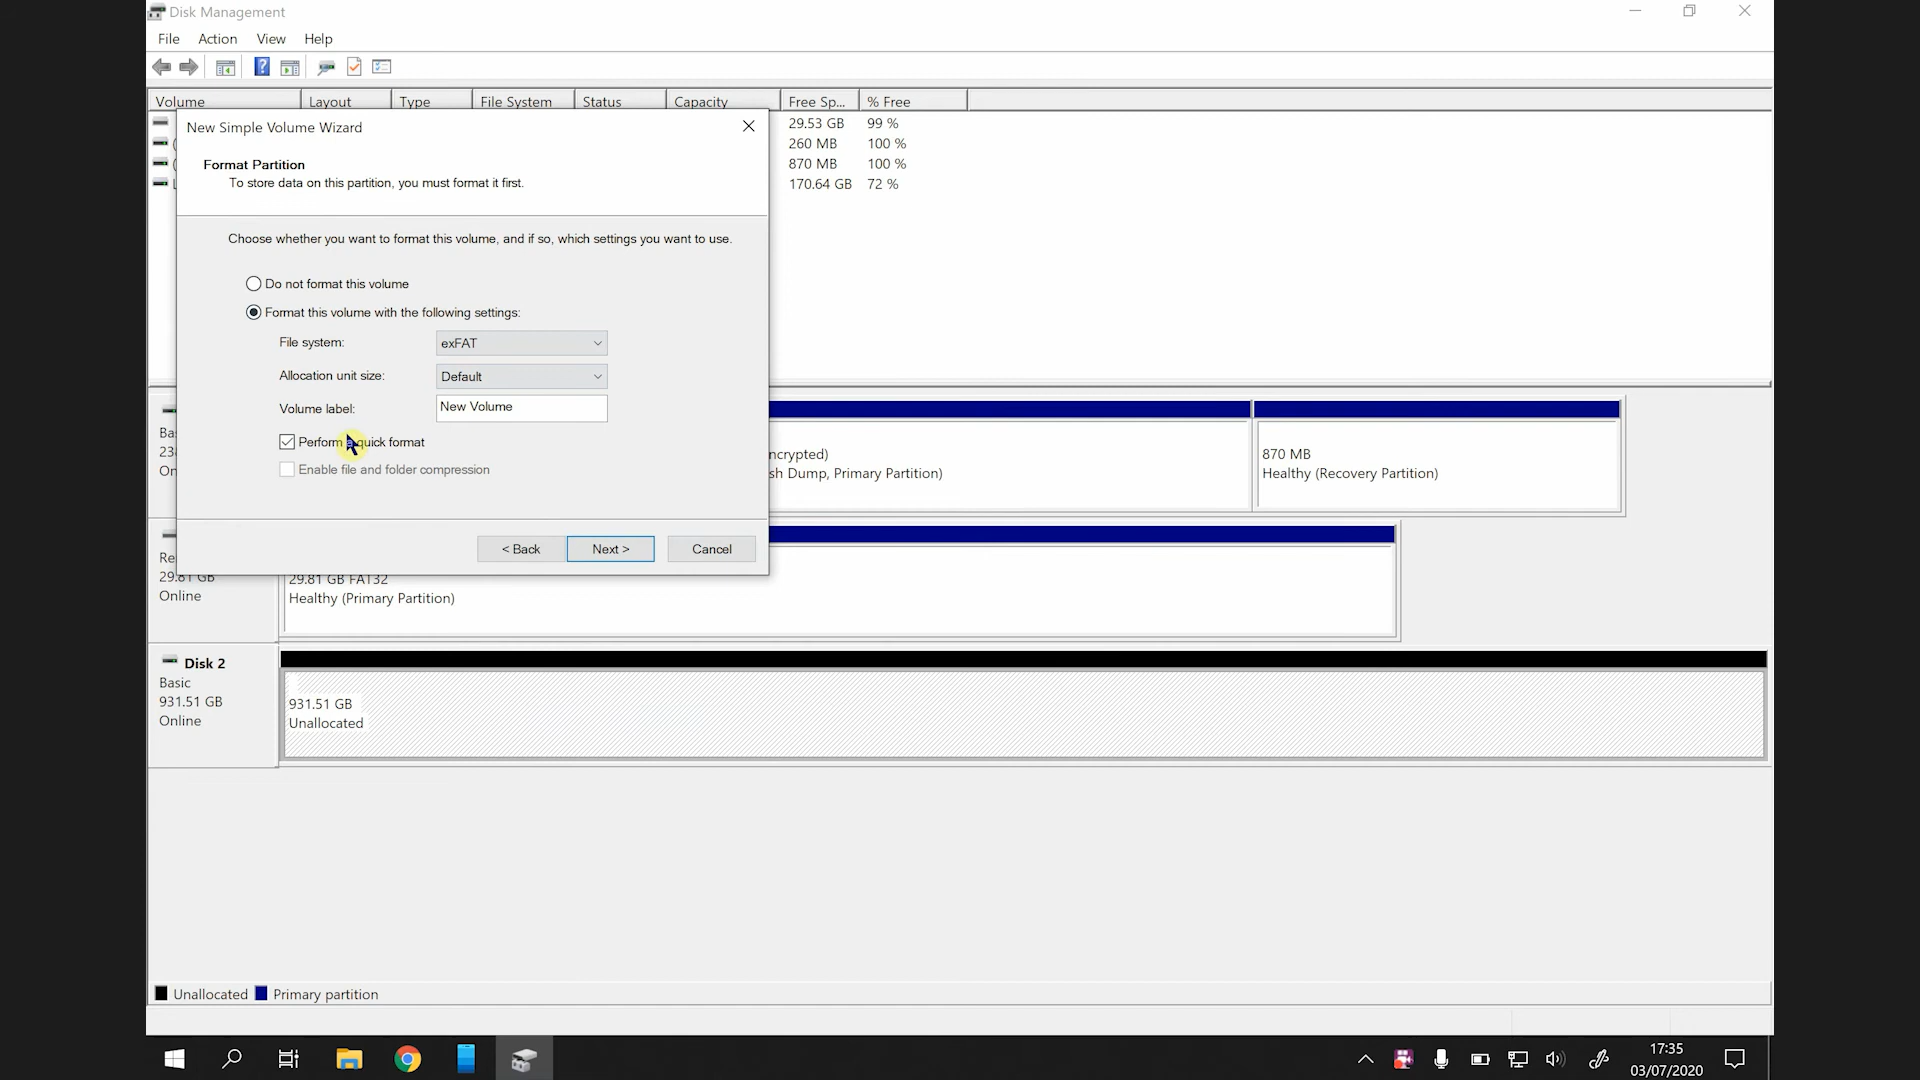 Disk Management
File Action View Help
Volume Layout Type File System Status Capacity Free Sp... % Free
29.53 GB 99 %
260 MB 100 %
870 MB 100 %
170.64 GB 72 %
New Simple Volume Wizard
Format Partition
To store data on this partition, you must format it first.
Choose whether you want to format this volume, and if so, which settings you want to use.
Do not format this volume
Format this volume with the following settings:
File system: exFAT
Allocation unit size: Default
Volume label: New Volume
Perform a quick format
Enable file and folder compression
< Back Next > Cancel
Ba
23
On
ncrypted)
sh Dump, Primary Partition)
870 MB
Healthy (Recovery Partition)
Re
29.81 GB
Online
29.81 GB FAT32
Healthy (Primary Partition)
Disk 2
Basic
931.51 GB
Online
931.51 GB
Unallocated
Unallocated Primary partition
17:35
03/07/2020